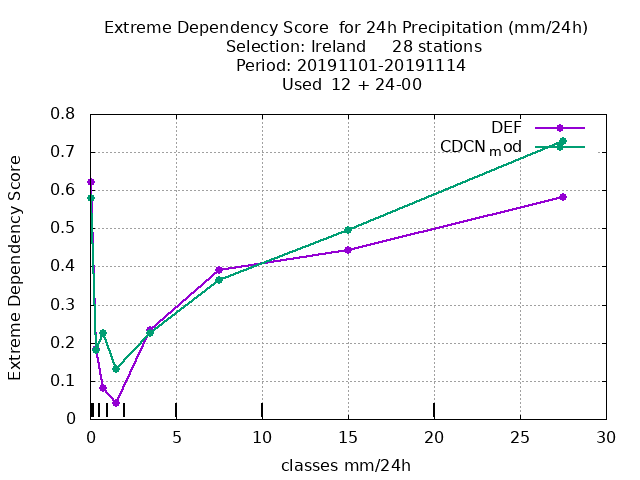 Extreme Dependency Score  for 24h Precipitation (mm/24h)
Selection: Ireland     28 stations
Period: 20191101-20191114
Used  12 + 24-00
DEF
CDCN_mod
Extreme Dependency Score
0.8
0.7
0.6
0.5
0.4
0.3
0.2
0.1
0
0 5 10 15 20 25 30
classes mm/24h